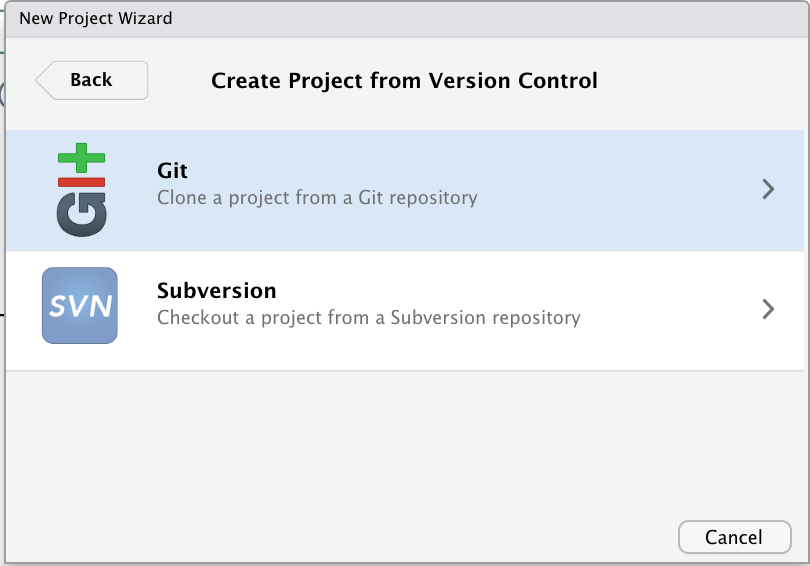 New Project Wizard
Back
Create Project from Version Control
git
Git
Clone a project from a Git repository
SVN
Subversion
Checkout a project from a Subversion repository
Cancel